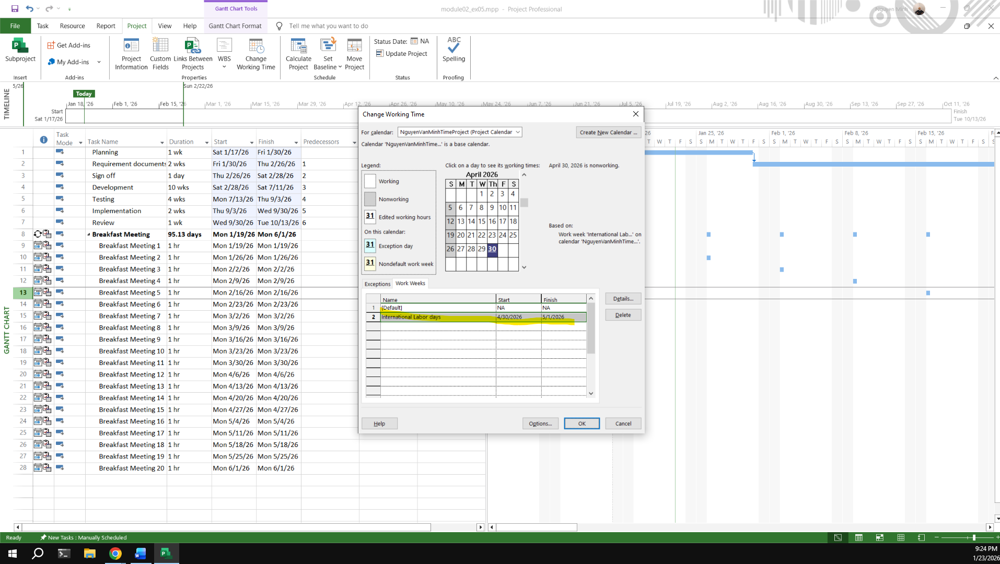 Gantt Chart Tools
module02_ex05.mpp - Project Professional
Nguyen Minh
File Task Resource Report Project View Help Gantt Chart Format Tell me what you want to do
Subproject
Get Add-ins
My Add-ins
Project Information
Custom Fields
Links Between Projects
WBS
Change Working Time
Calculate Project
Set Baseline
Move Project
Status Date: NA
Update Project
ABC
Spelling
Insert Add-ins Properties Schedule Status Proofing
TIMELINE
5/26
Sun 2/22/26
Today
Jan 18, '26 Feb 1, '26 Feb 15, '26 Mar 1, '26 Mar 15, '26 Mar 29, '26 Apr 12, '26 Apr 26, '26 May 10, '26 May 24, '26 Jun 7, '26 Jun 21, '26 Jul 5, '26 Jul 19, '26 Aug 2, '26 Aug 16, '26 Aug 30, '26 Sep 13, '26 Sep 27, '26 Oct 11, '26
Start
Sat 1/17/26
Finish
Tue 10/13/26
GANTT CHART
Task Mode Task Name Duration Start Finish Predecessors
1 Planning 1 wk Sat 1/17/26 Fri 1/30/26
2 Requirement documents 2 wks Fri 1/30/26 Thu 2/26/26 1
3 Sign off 1 day Thu 2/26/26 Sat 2/28/26 2
4 Development 10 wks Sat 2/28/26 Sat 7/11/26 3
5 Testing 4 wks Mon 7/13/26 Thu 9/3/26 4
6 Implementation 2 wks Thu 9/3/26 Wed 9/30/26 5
7 Review 1 wk Wed 9/30/26 Tue 10/13/26 6
8 Breakfast Meeting 95.13 days Mon 1/19/26 Mon 6/1/26
9 Breakfast Meeting 1 1 hr Mon 1/19/26 Mon 1/19/26
10 Breakfast Meeting 2 1 hr Mon 1/26/26 Mon 1/26/26
11 Breakfast Meeting 3 1 hr Mon 2/2/26 Mon 2/2/26
12 Breakfast Meeting 4 1 hr Mon 2/9/26 Mon 2/9/26
13 Breakfast Meeting 5 1 hr Mon 2/16/26 Mon 2/16/26
14 Breakfast Meeting 6 1 hr Mon 2/23/26 Mon 2/23/26
15 Breakfast Meeting 7 1 hr Mon 3/2/26 Mon 3/2/26
16 Breakfast Meeting 8 1 hr Mon 3/9/26 Mon 3/9/26
17 Breakfast Meeting 9 1 hr Mon 3/16/26 Mon 3/16/26
18 Breakfast Meeting 10 1 hr Mon 3/23/26 Mon 3/23/26
19 Breakfast Meeting 11 1 hr Mon 3/30/26 Mon 3/30/26
20 Breakfast Meeting 12 1 hr Mon 4/6/26 Mon 4/6/26
21 Breakfast Meeting 13 1 hr Mon 4/13/26 Mon 4/13/26
22 Breakfast Meeting 14 1 hr Mon 4/20/26 Mon 4/20/26
23 Breakfast Meeting 15 1 hr Mon 4/27/26 Mon 4/27/26
24 Breakfast Meeting 16 1 hr Mon 5/4/26 Mon 5/4/26
25 Breakfast Meeting 17 1 hr Mon 5/11/26 Mon 5/11/26
26 Breakfast Meeting 18 1 hr Mon 5/18/26 Mon 5/18/26
27 Breakfast Meeting 19 1 hr Mon 5/25/26 Mon 5/25/26
28 Breakfast Meeting 20 1 hr Mon 6/1/26 Mon 6/1/26
Change Working Time
For calendar: NguyenVanMinhTimeProject (Project Calendar
Create New Calendar ...
Calendar 'NguyenVanMinhTime...' is a base calendar.
Legend:
Working
Nonworking
31 Edited working hours
On this calendar:
31 Exception day
31 Nondefault work week
Click on a day to see its working times:
April 2026
S M T W Th F S
1 2 3 4
5 6 7 8 9 10 11
12 13 14 15 16 17 18
19 20 21 22 23 24 25
26 27 28 29 30
April 30, 2026 is nonworking.
Based on:
Work week 'International Lab...' on
calendar 'NguyenVanMinhTime...'.
Exceptions Work Weeks
Name Start Finish
1 [Default] NA NA
2 International Labor days 4/30/2026 5/1/2026
Details...
Delete
Help Options... OK Cancel
26 Jan 25, '26 Feb 1, '26 Feb 8, '26 Feb 15, '26 F
T W T F S S M T W T F S S M T W T F S S M T W T F S S M T W T F S
Ready New Tasks : Manually Scheduled
9:24 PM
1/23/2026